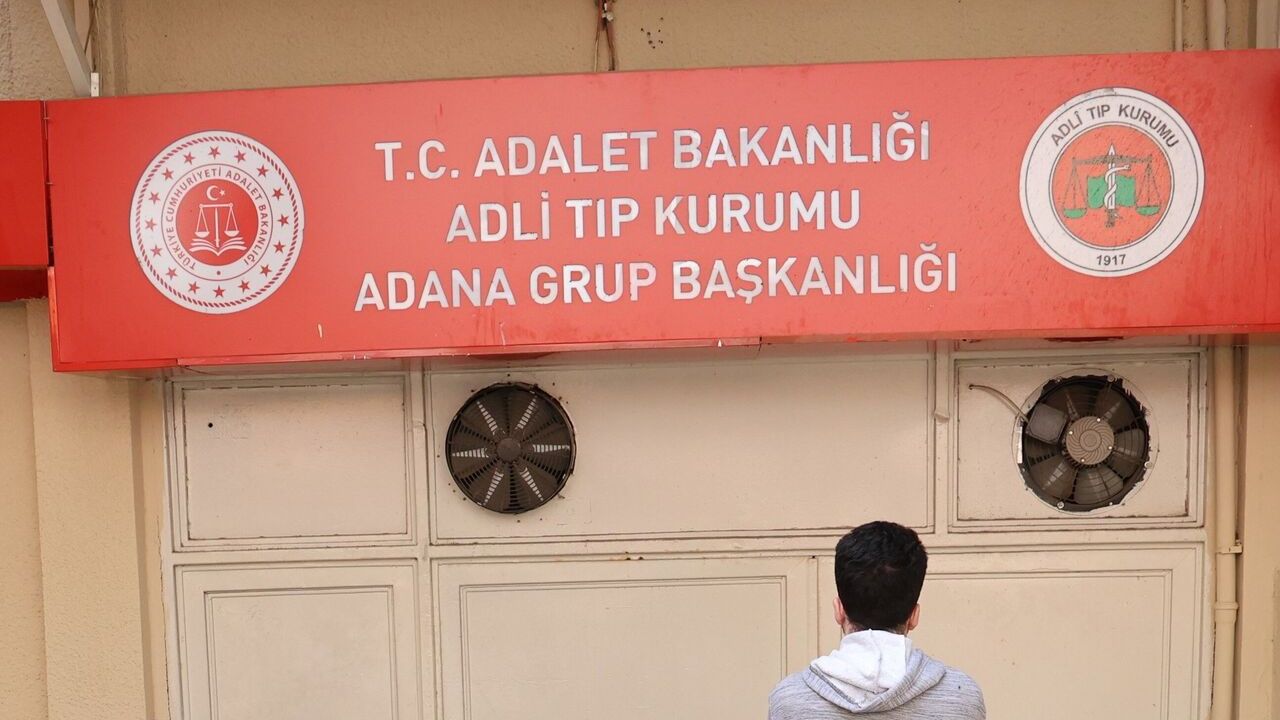 T.C. ADALET BAKANLIĞI
ADLİ TIP KURUMU
ADANA GRUP BAŞKANLIĞI
TÜRKİYE CUMHURİYETİ ADALET BAKANLIĞI
ADLİ TIP KURUMU
1917